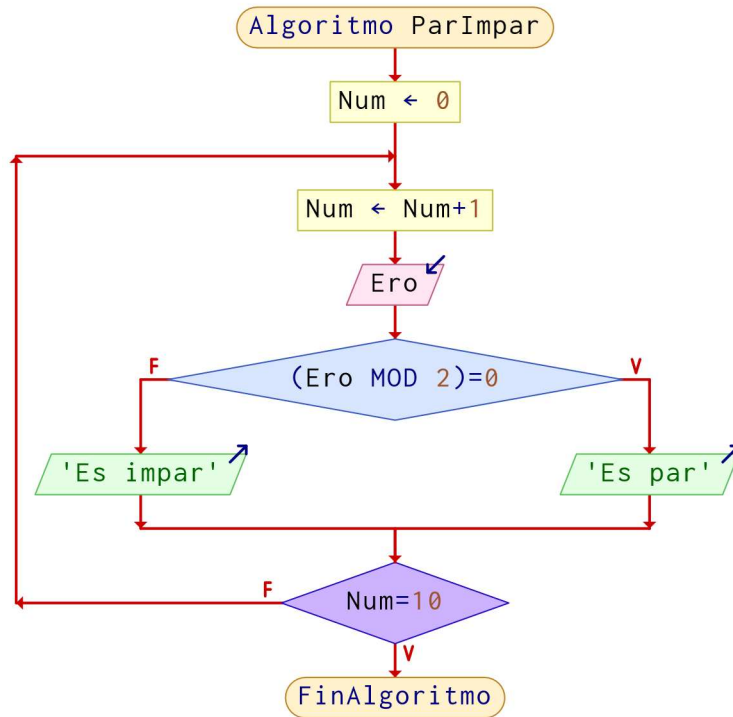 Algoritmo ParImpar
Num ← 0
Num ← Num+1
Ero
F
(Ero MOD 2)=0
V
'Es impar'
'Es par'
F
Num=10
V
FinAlgoritmo